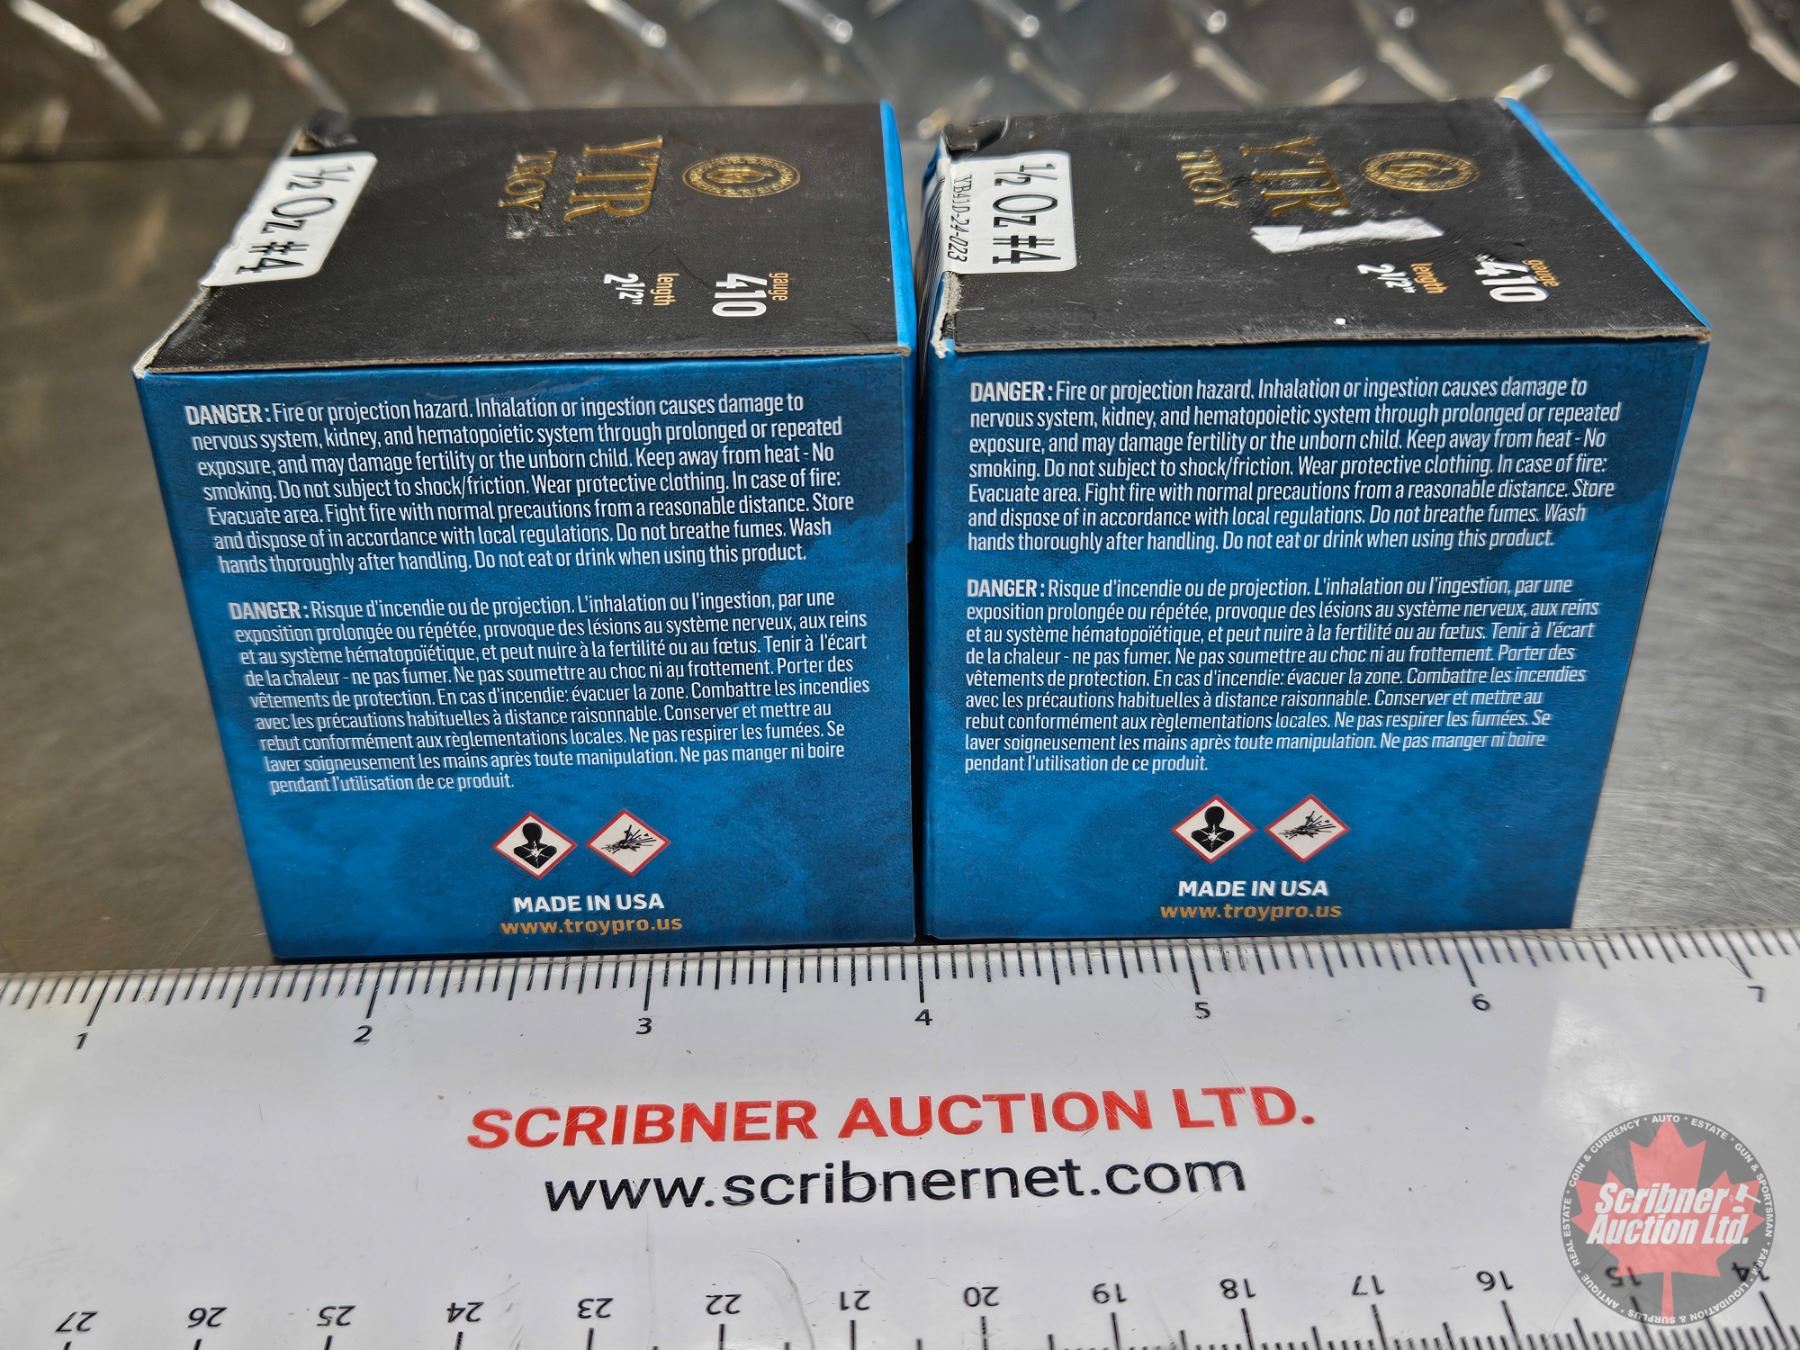 YTR
TROY
1/2 Oz #4
gauge
410
length
2 1/2"
DANGER : Fire or projection hazard. Inhalation or ingestion causes damage to
nervous system, kidney, and hematopoietic system through prolonged or repeated
exposure, and may damage fertility or the unborn child. Keep away from heat - No
smoking. Do not subject to shock/friction. Wear protective clothing. In case of fire:
Evacuate area. Fight fire with normal precautions from a reasonable distance. Store
and dispose of in accordance with local regulations. Do not breathe fumes. Wash
hands thoroughly after handling. Do not eat or drink when using this product.
DANGER : Risque d'incendie ou de projection. L'inhalation ou l'ingestion, par une
exposition prolongée ou répétée, provoque des lésions au système nerveux, aux reins
et au système hématopoïétique, et peut nuire à la fertilité ou au fœtus. Tenir à l'écart
de la chaleur - ne pas fumer. Ne pas soumettre au choc ni au frottement. Porter des
vêtements de protection. En cas d'incendie: évacuer la zone. Combattre les incendies
avec les précautions habituelles à distance raisonnable. Conserver et mettre au
rebut conformément aux règlementations locales. Ne pas respirer les fumées. Se
laver soigneusement les mains après toute manipulation. Ne pas manger ni boire
pendant l'utilisation de ce produit.
MADE IN USA
www.troypro.us
YTR
TROY
1/2 Oz #4
YB41D-24-023
gauge
410
length
2 1/2"
DANGER : Fire or projection hazard. Inhalation or ingestion causes damage to
nervous system, kidney, and hematopoietic system through prolonged or repeated
exposure, and may damage fertility or the unborn child. Keep away from heat - No
smoking. Do not subject to shock/friction. Wear protective clothing. In case of fire:
Evacuate area. Fight fire with normal precautions from a reasonable distance. Store
and dispose of in accordance with local regulations. Do not breathe fumes. Wash
hands thoroughly after handling. Do not eat or drink when using this product.
DANGER : Risque d'incendie ou de projection. L'inhalation ou l'ingestion, par une
exposition prolongée ou répétée, provoque des lésions au système nerveux, aux reins
et au système hématopoïétique, et peut nuire à la fertilité ou au fœtus. Tenir à l'écart
de la chaleur - ne pas fumer. Ne pas soumettre au choc ni au frottement. Porter des
vêtements de protection. En cas d'incendie: évacuer la zone. Combattre les incendies
avec les précautions habituelles à distance raisonnable. Conserver et mettre au
rebut conformément aux règlementations locales. Ne pas respirer les fumées. Se
laver soigneusement les mains après toute manipulation. Ne pas manger ni boire
pendant l'utilisation de ce produit.
MADE IN USA
www.troypro.us
1 2 3 4 5 6 7
SCRIBNER AUCTION LTD.
www.scribnernet.com
27 26 25 24 23 22 21 20 19 18 17 16 15 14
COIN & CURRENCY • AUTO • ESTATE • GUN & SPORTSMAN • FARM • LIQUIDATION & SURPLUS • ANTIQUE • REAL ESTATE
Scribner
Auction Ltd.